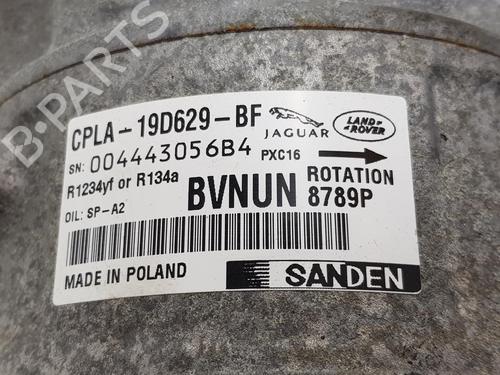 CPLA-19D629-BF
JAGUAR
LAND ROVER
SN: 004443056B4
PXC16
R1234yf or R134a
BVNUN
ROTATION
8789P
OIL: SP-A2
MADE IN POLAND
SANDEN
B-PARTS